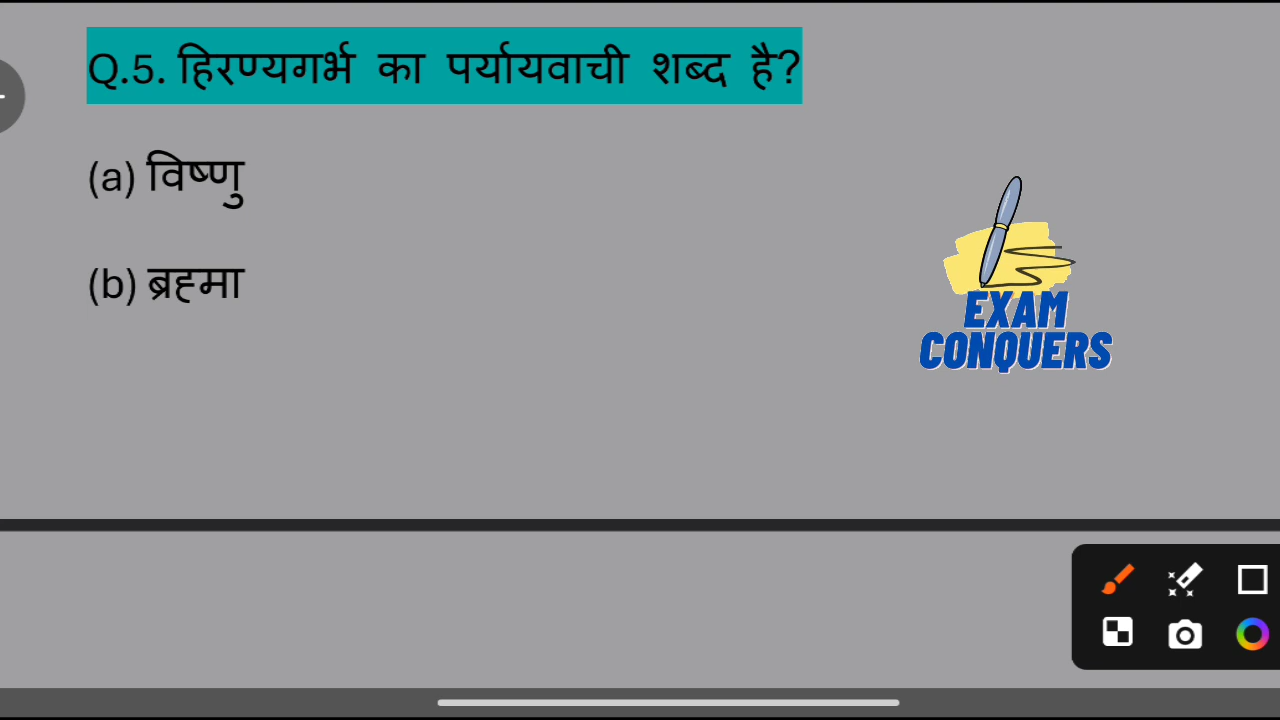 Q.5. हिरण्यगर्भ का पर्यायवाची शब्द है?
(a) विष्णु
(b) ब्रह्मा
EXAM
CONQUERS